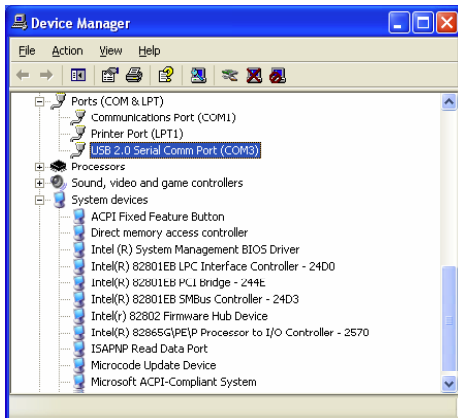 Device Manager
File Action View Help
Ports (COM & LPT)
Communications Port (COM1)
Printer Port (LPT1)
USB 2.0 Serial Comm Port (COM3)
Processors
Sound, video and game controllers
System devices
ACPI Fixed Feature Button
Direct memory access controller
Intel (R) System Management BIOS Driver
Intel(R) 82801EB LPC Interface Controller - 24D0
Intel(R) 82801EB PCI Bridge - 244E
Intel(R) 82801EB SMBus Controller - 24D3
Intel(r) 82802 Firmware Hub Device
Intel(R) 82865G\PE\P Processor to I/O Controller - 2570
ISAPNP Read Data Port
Microcode Update Device
Microsoft ACPI-Compliant System